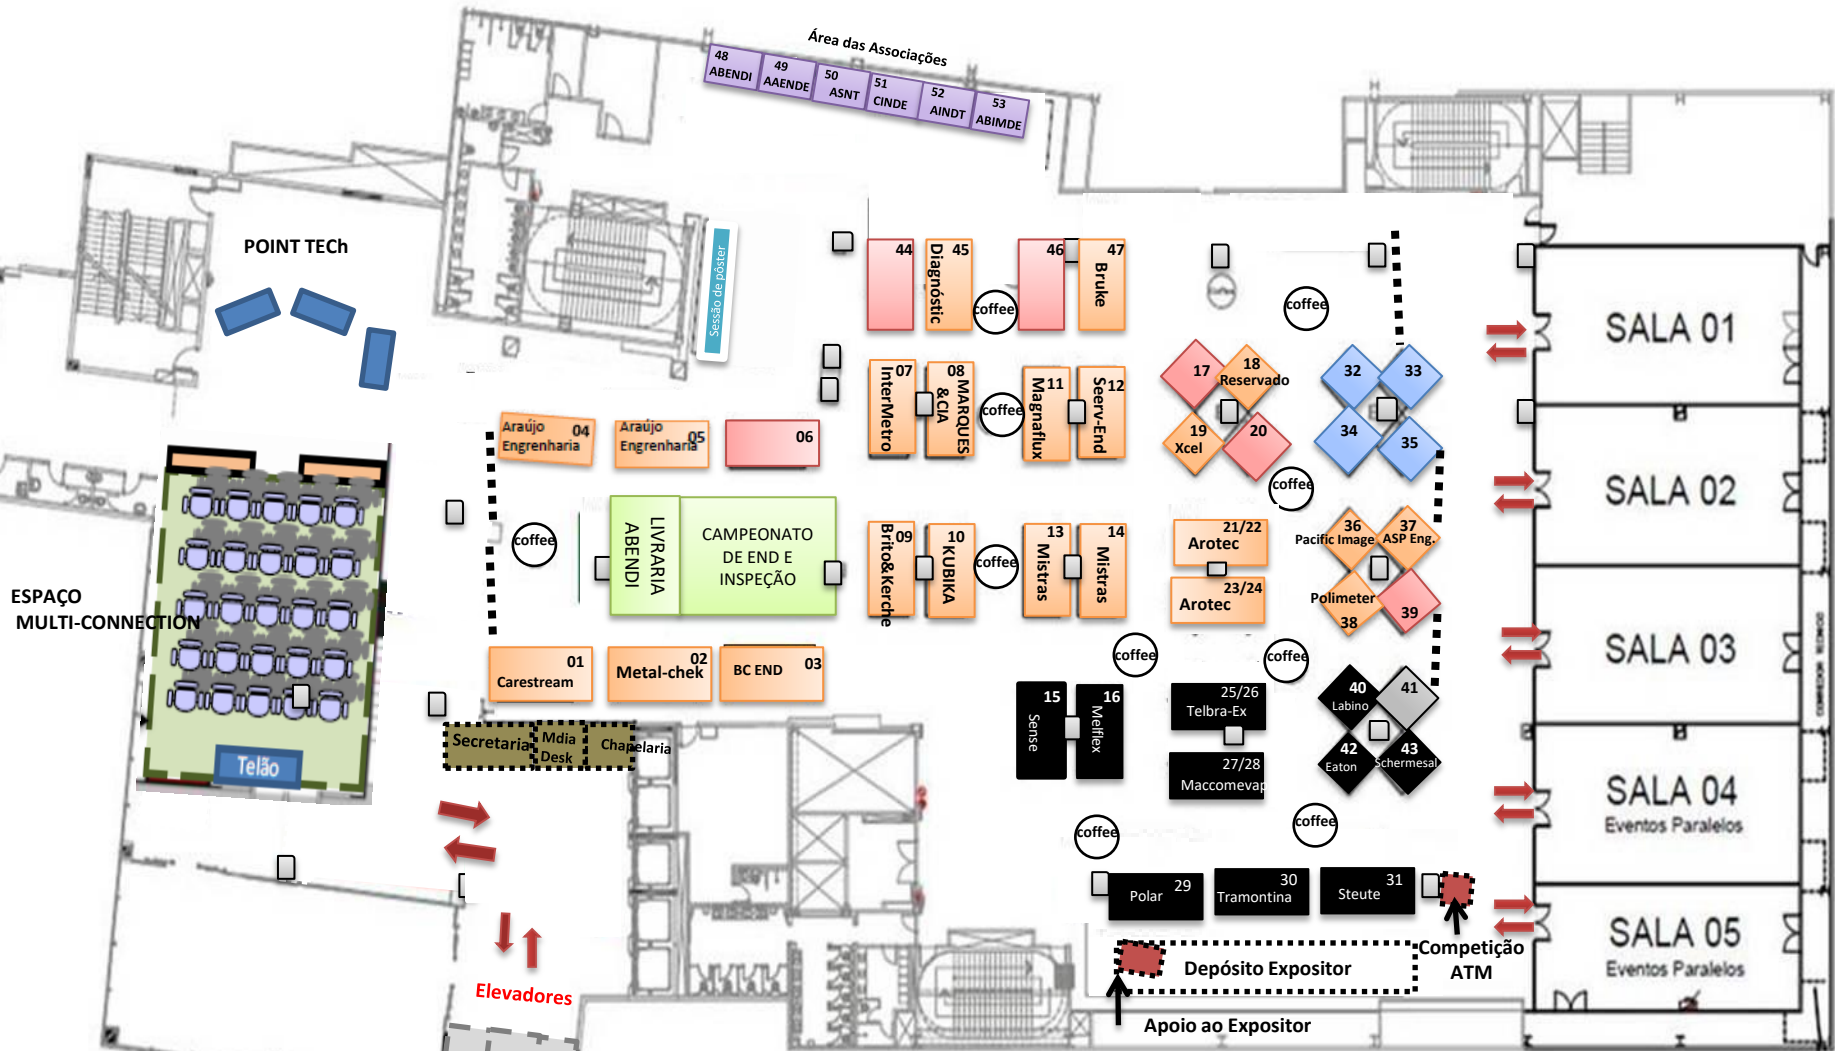 Área das Associações
48
ABENDI
49
AAENDE
50
ASNT
51
CINDE
52
AINDT
53
ABIMDE
POINT TECh
Sessão de pôster
44
45
Diagnóstic
46
47
Bruke
coffee
coffee
SALA 01
07
InterMetro
08
MARQUES
&CIA
coffee
11
Magnaflux
12
Seerv-End
17
18
Reservado
19
Xcel
20
32
33
34
35
Araújo
Engrenharia
04
Araújo
Engrenharia
05
06
coffee
SALA 02
coffee
LIVRARIA
ABENDI
CAMPEONATO
DE END E
INSPEÇÃO
09
Brito&Kerche
10
KUBIKA
coffee
13
Mistras
14
Mistras
21/22
Arotec
23/24
Arotec
36
Pacific Image
37
ASP Eng.
Polimeter
38
39
ESPAÇO
MULTI-CONNECTION
SALA 03
CORREDOR TÉCNICO
01
Carestream
02
Metal-chek
03
BC END
coffee
coffee
15
Sense
16
Melflex
25/26
Telbra-Ex
27/28
Maccomevap
40
Labino
41
42
Eaton
43
Schermesal
Secretaria
Mdia
Desk
Chapelaria
Telão
SALA 04
Eventos Paralelos
coffee
coffee
29
Polar
30
Tramontina
31
Steute
SALA 05
Eventos Paralelos
Competição
ATM
Depósito Expositor
Apoio ao Expositor
Elevadores